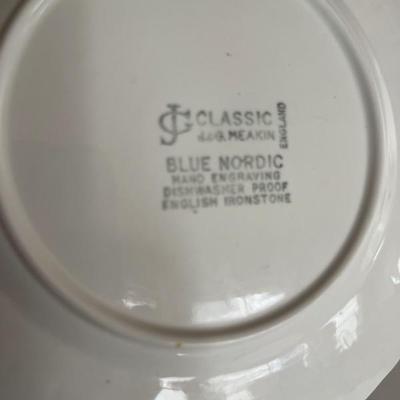 JG CLASSIC
J.&G. MEAKIN
ENGLAND
BLUE NORDIC
HAND ENGRAVING
DISHWASHER PROOF
ENGLISH IRONSTONE